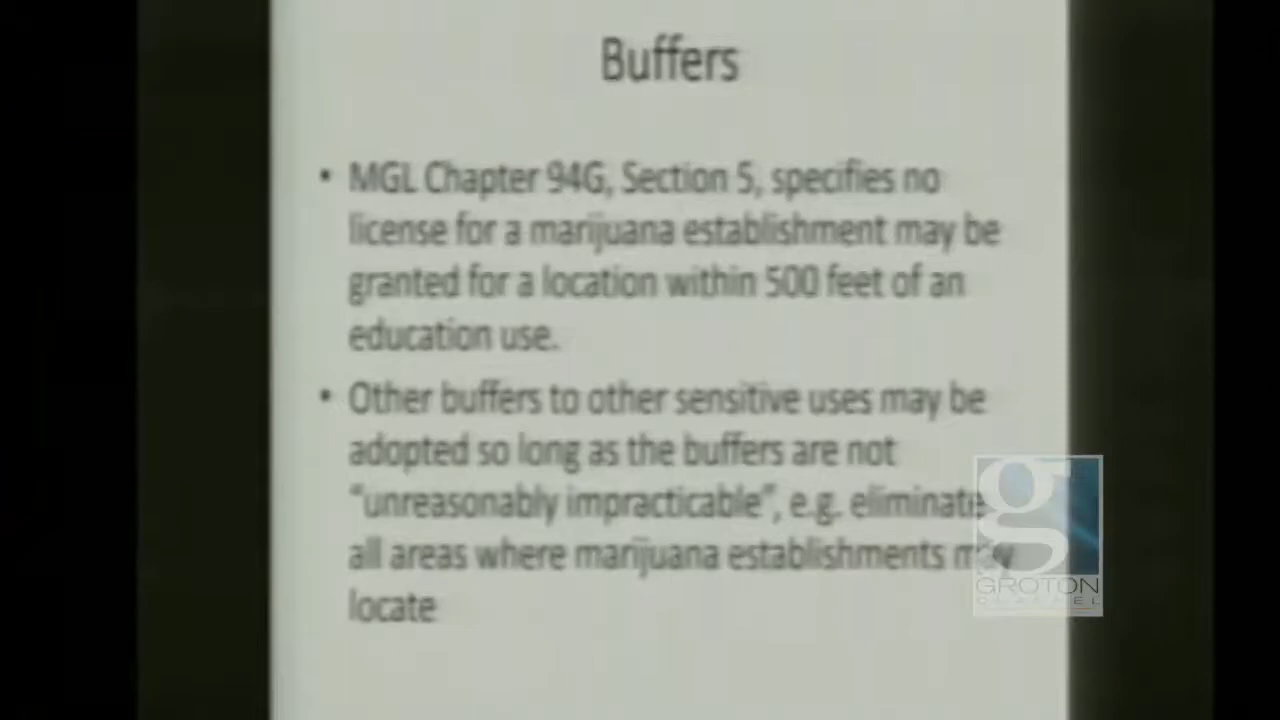 Buffers
• MGL Chapter 94G, Section 5, specifies no
license for a marijuana establishment may be
granted for a location within 500 feet of an
education use.
• Other buffers to other sensitive uses may be
adopted so long as the buffers are not
“unreasonably impracticable”, e.g. eliminate
all areas where marijuana establishments may
locate
g
GROTON
CHANNEL